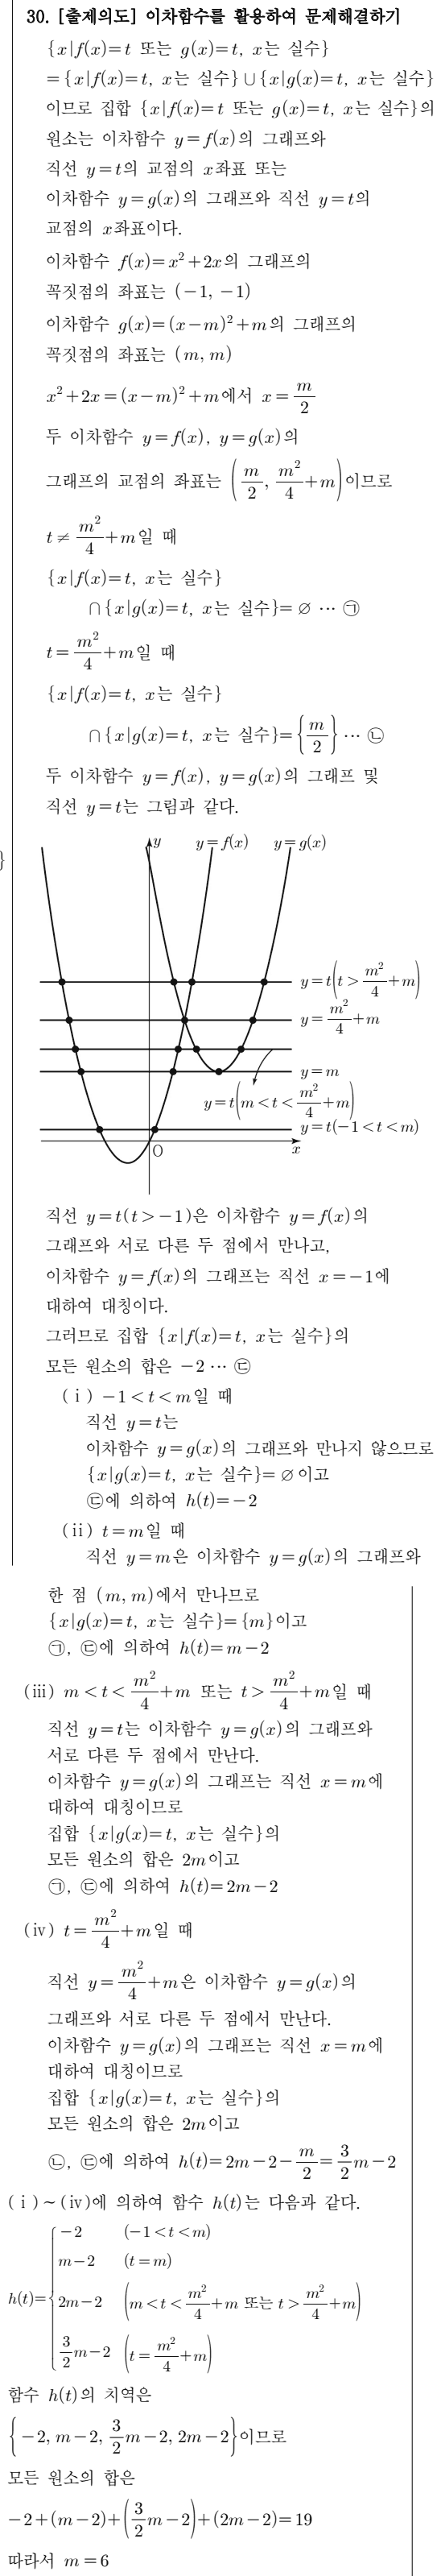 30. [출제의도] 이차함수를 활용하여 문제해결하기
{x|f(x)=t 또는 g(x)=t, x는 실수}
={x|f(x)=t, x는 실수}∪{x|g(x)=t, x는 실수}
이므로 집합 {x|f(x)=t 또는 g(x)=t, x는 실수}의
원소는 이차함수 y=f(x)의 그래프와
직선 y=t의 교점의 x좌표 또는
이차함수 y=g(x)의 그래프와 직선 y=t의
교점의 x좌표이다.
이차함수 f(x)=x²+2x의 그래프의
꼭짓점의 좌표는 (-1, -1)
이차함수 g(x)=(x-m)²+m의 그래프의
꼭짓점의 좌표는 (m, m)
x²+2x=(x-m)²+m에서 x=m/2
두 이차함수 y=f(x), y=g(x)의
그래프의 교점의 좌표는 (m/2, m²/4+m)이므로
t≠m²/4+m일 때
{x|f(x)=t, x는 실수}
∩{x|g(x)=t, x는 실수}=∅ ⋯ ㉠
t=m²/4+m일 때
{x|f(x)=t, x는 실수}
∩{x|g(x)=t, x는 실수}={m/2} ⋯ ㉡
두 이차함수 y=f(x), y=g(x)의 그래프 및
직선 y=t는 그림과 같다.
}
y y=f(x) y=g(x)
y=t(t>m²/4+m)
y=m²/4+m
y=m
y=t(m<t<m²/4+m)
y=t(-1<t<m)
O x
직선 y=t(t>-1)은 이차함수 y=f(x)의
그래프와 서로 다른 두 점에서 만나고,
이차함수 y=f(x)의 그래프는 직선 x=-1에
대하여 대칭이다.
그러므로 집합 {x|f(x)=t, x는 실수}의
모든 원소의 합은 -2 ⋯ ㉢
(ⅰ) -1<t<m일 때
직선 y=t는
이차함수 y=g(x)의 그래프와 만나지 않으므로
{x|g(x)=t, x는 실수}=∅이고
㉢에 의하여 h(t)=-2
(ⅱ) t=m일 때
직선 y=m은 이차함수 y=g(x)의 그래프와
한 점 (m, m)에서 만나므로
{x|g(x)=t, x는 실수}={m}이고
㉠, ㉢에 의하여 h(t)=m-2
(ⅲ) m<t<m²/4+m 또는 t>m²/4+m일 때
직선 y=t는 이차함수 y=g(x)의 그래프와
서로 다른 두 점에서 만난다.
이차함수 y=g(x)의 그래프는 직선 x=m에
대하여 대칭이므로
집합 {x|g(x)=t, x는 실수}의
모든 원소의 합은 2m이고
㉠, ㉢에 의하여 h(t)=2m-2
(ⅳ) t=m²/4+m일 때
직선 y=m²/4+m은 이차함수 y=g(x)의
그래프와 서로 다른 두 점에서 만난다.
이차함수 y=g(x)의 그래프는 직선 x=m에
대하여 대칭이므로
집합 {x|g(x)=t, x는 실수}의
모든 원소의 합은 2m이고
㉡, ㉢에 의하여 h(t)=2m-2-m/2=3/2m-2
(ⅰ)~(ⅳ)에 의하여 함수 h(t)는 다음과 같다.
h(t)={
-2 (-1<t<m)
m-2 (t=m)
2m-2 (m<t<m²/4+m 또는 t>m²/4+m)
3/2m-2 (t=m²/4+m)
함수 h(t)의 치역은
{-2, m-2, 3/2m-2, 2m-2}이므로
모든 원소의 합은
-2+(m-2)+(3/2m-2)+(2m-2)=19
따라서 m=6